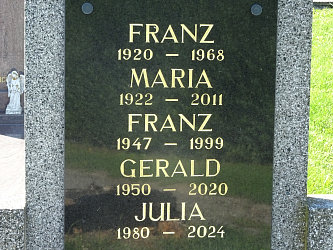 FRANZ
1920 – 1968
MARIA
1922 – 2011
FRANZ
1947 – 1999
GERALD
1950 – 2020
JULIA
1980 – 2024